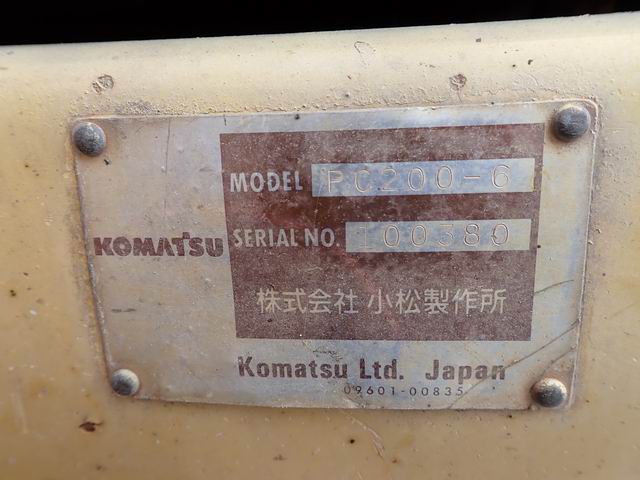 MODEL PC200-6
KOMATSU
SERIAL NO. 100380
株式会社 小松製作所
Komatsu Ltd. Japan
09601-00835